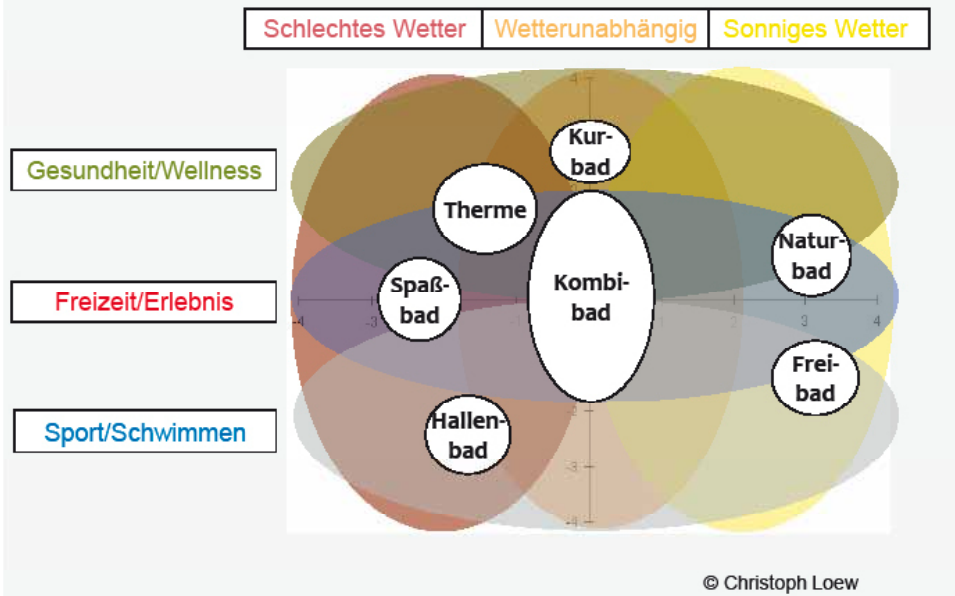 Schlechtes Wetter
Wetterunabhängig
Sonniges Wetter
4
Kur-
bad
Gesundheit/Wellness
Therme
Natur-
bad
Freizeit/Erlebnis
Spaß-
bad
Kombi-
bad
-4
-3
2
3
4
Frei-
bad
Sport/Schwimmen
Hallen-
bad
-3
-4
© Christoph Loew